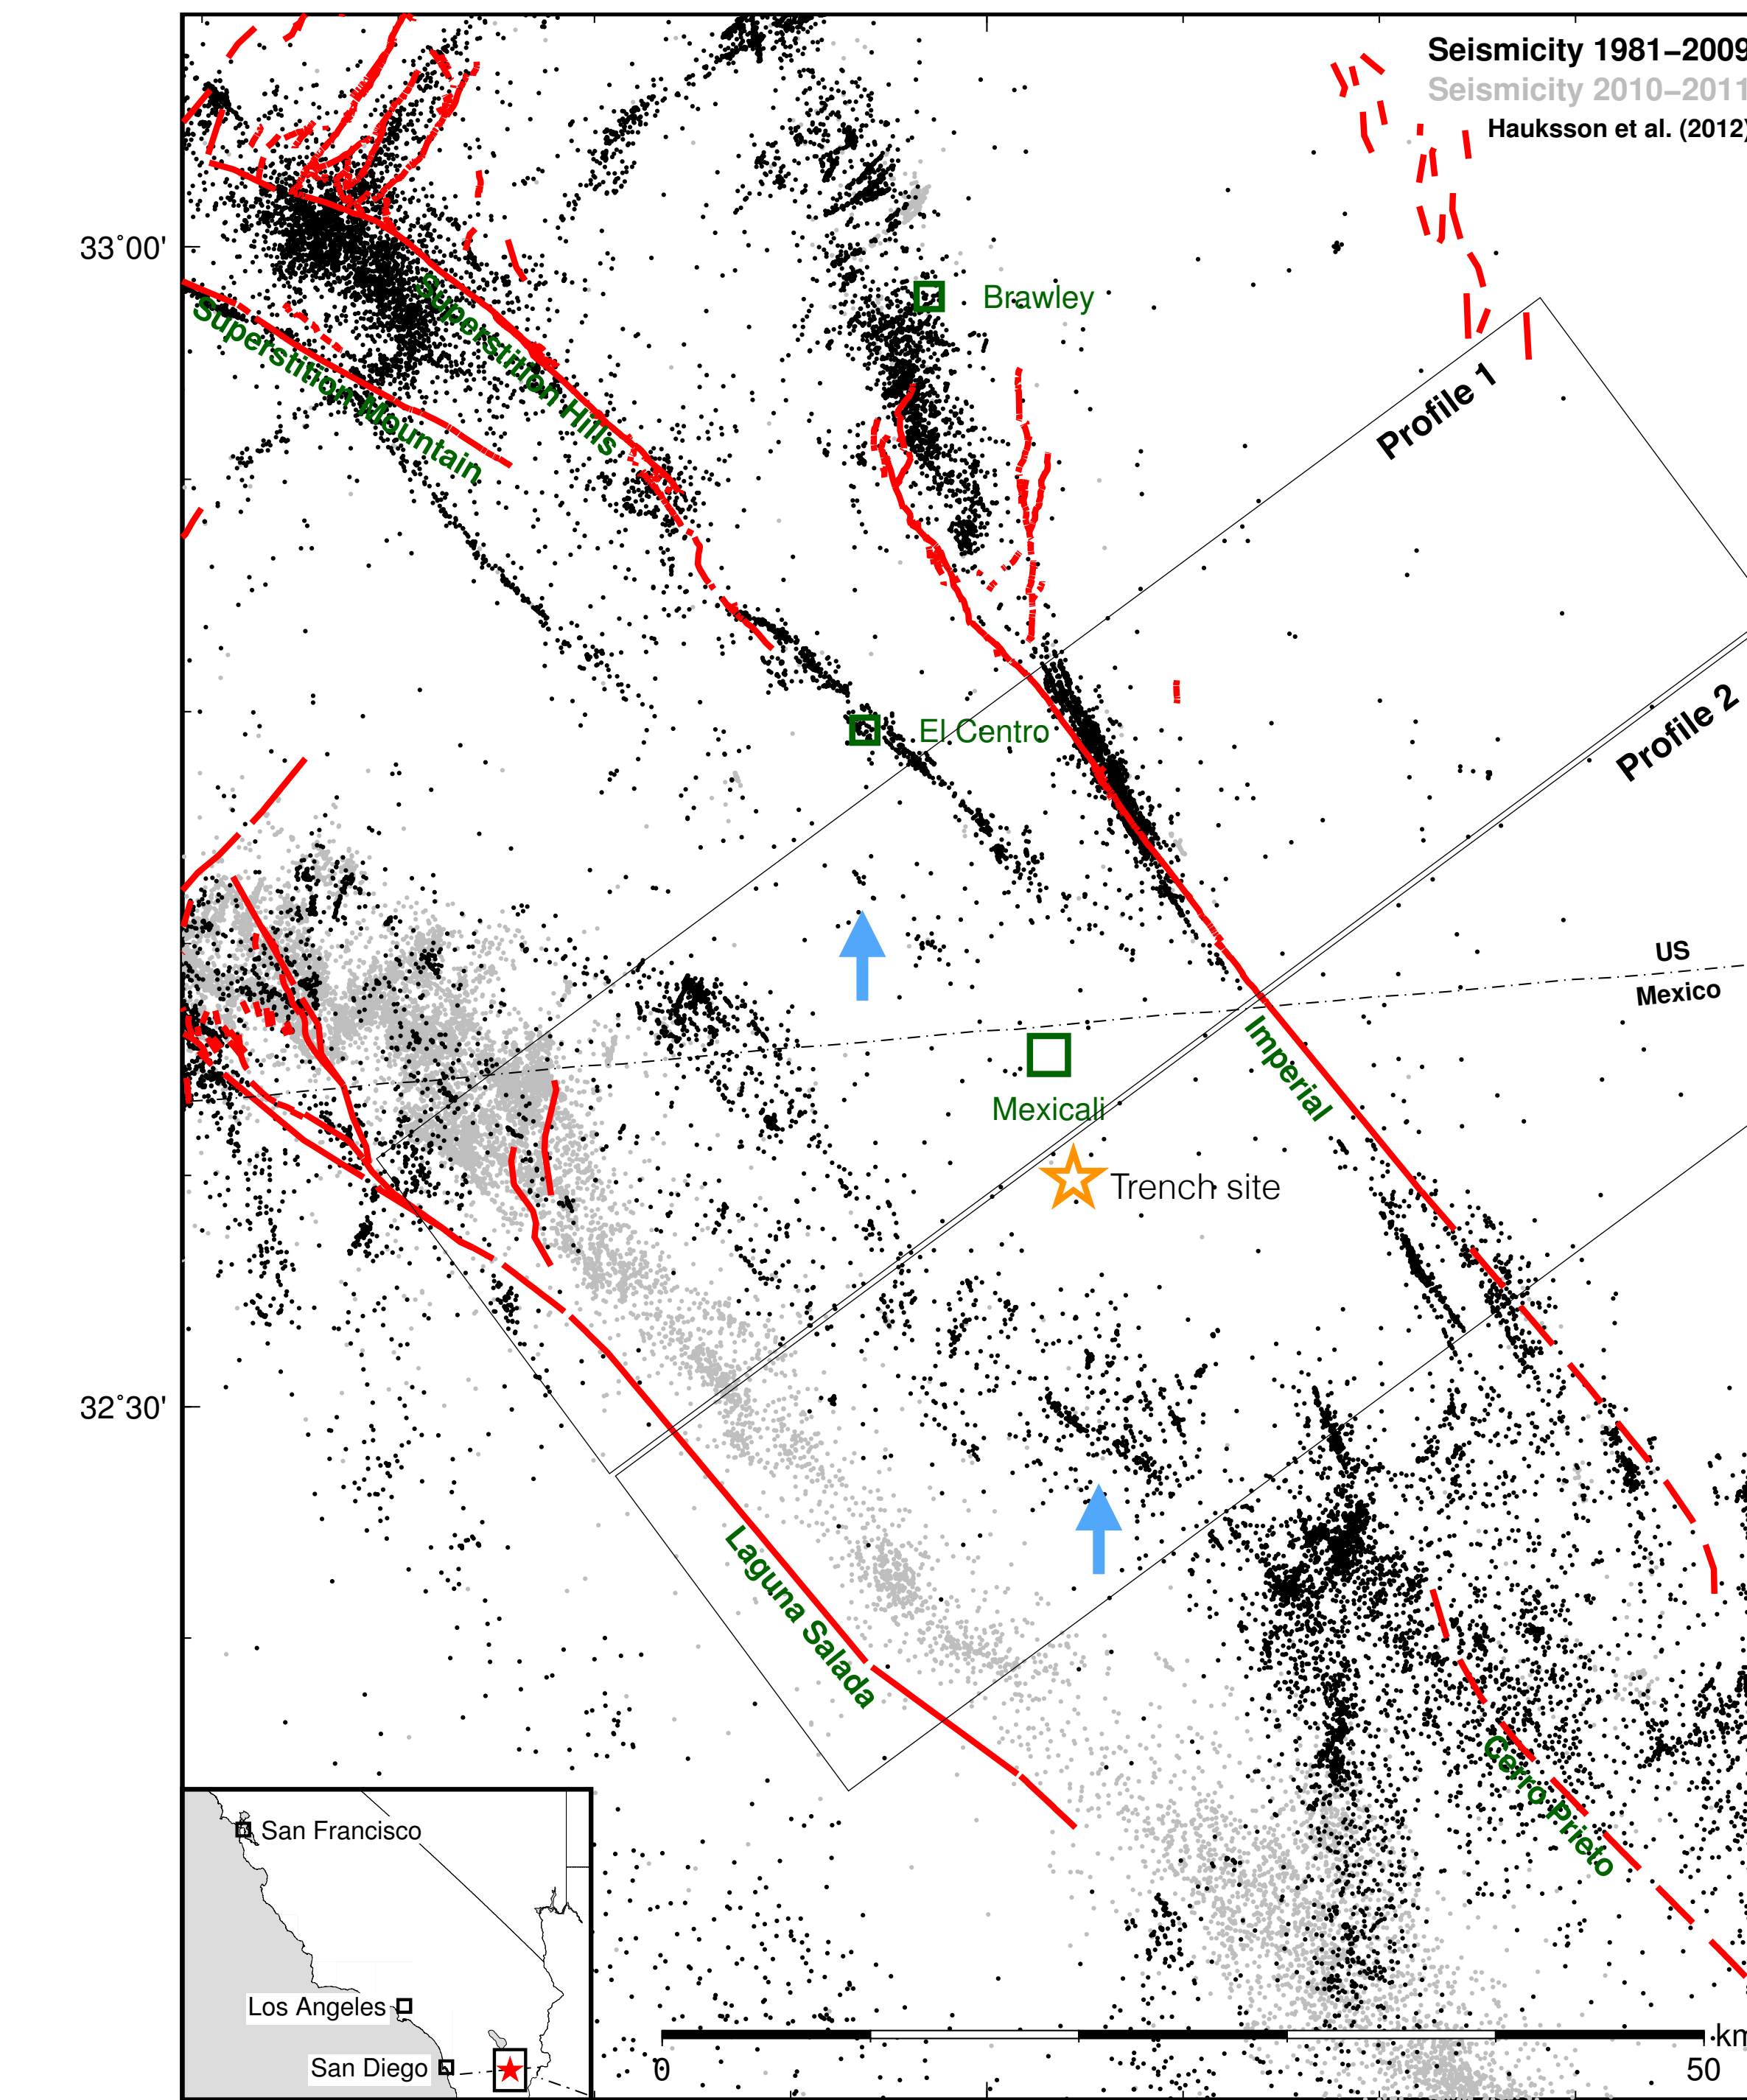 Seismicity 1981–2009
Seismicity 2010–2011
Hauksson et al. (2012)
33°00'
Brawley
Superstition Hills
Superstition Mountain
Profile 1
El Centro
Profile 2
US
Mexico
Imperial
Mexicali
Trench site
32°30'
Laguna Salada
Cerro Prieto
San Francisco
Los Angeles
San Diego
km
0
50